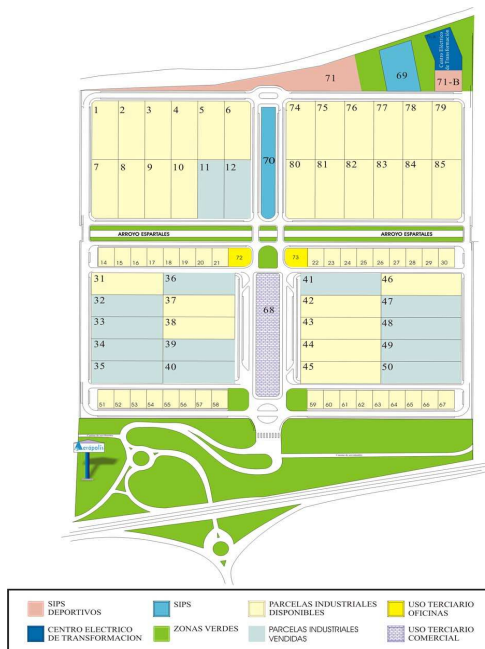 Centro Eléctrico
de Transformación
71
69
71-B
1 2 3 4 5 6
74 75 76 77 78 79
70
7 8 9 10 11 12
80 81 82 83 84 85
ARROYO ESPARTALES
ARROYO ESPARTALES
14 15 16 17 18 19 20 21 72
73 22 23 24 25 26 27 28 29 30
31 36
41 46
32 37
42 47
68
33 38
43 48
34 39
44 49
35 40
45 50
51 52 53 54 55 56 57 58
59 60 61 62 63 64 65 66 67
SIPS
DEPORTIVOS
SIPS
PARCELAS INDUSTRIALES
DISPONIBLES
USO TERCIARIO
OFICINAS
CENTRO ELECTRICO
DE TRANSFORMACION
ZONAS VERDES
PARCELAS INDUSTRIALES
VENDIDAS
USO TERCIARIO
COMERCIAL